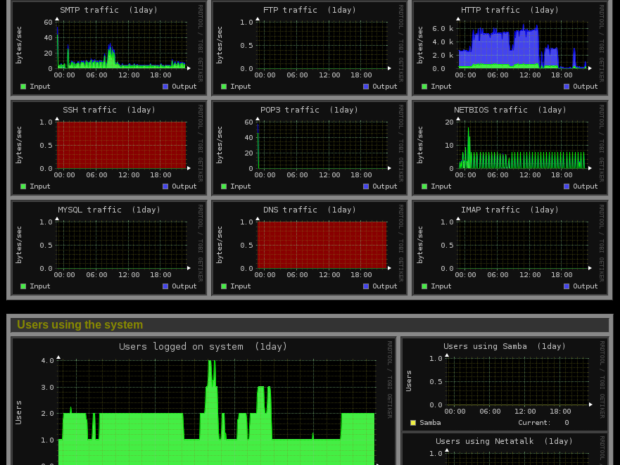 SMTP traffic (1day)
bytes/sec
60
40
20
0
00:00 06:00 12:00 18:00
Input Output
RRDTOOL / TOBI OETIKER
FTP traffic (1day)
bytes/sec
1.0
0.5
0.0
00:00 06:00 12:00 18:00
Input Output
RRDTOOL / TOBI OETIKER
HTTP traffic (1day)
bytes/sec
6.0 k
4.0 k
2.0 k
0.0
00:00 06:00 12:00 18:00
Input Output
RRDTOOL / TOBI OETIKER
SSH traffic (1day)
bytes/sec
1.0
0.5
0.0
00:00 06:00 12:00 18:00
Input Output
RRDTOOL / TOBI OETIKER
POP3 traffic (1day)
bytes/sec
60
40
20
0
00:00 06:00 12:00 18:00
Input Output
RRDTOOL / TOBI OETIKER
NETBIOS traffic (1day)
bytes/sec
20
10
0
00:00 06:00 12:00 18:00
Input Output
RRDTOOL / TOBI OETIKER
MYSQL traffic (1day)
bytes/sec
1.0
0.5
0.0
00:00 06:00 12:00 18:00
Input Output
RRDTOOL / TOBI OETIKER
DNS traffic (1day)
bytes/sec
1.0
0.5
0.0
00:00 06:00 12:00 18:00
Input Output
RRDTOOL / TOBI OETIKER
IMAP traffic (1day)
bytes/sec
1.0
0.5
0.0
00:00 06:00 12:00 18:00
Input Output
RRDTOOL / TOBI OETIKER
Users using the system
Users logged on system (1day)
Users
4.0
3.0
2.0
1.0
RRDTOOL / TOBI OETIKER
Users using Samba (1day)
Users
1.0
0.5
0.0
00:00 06:00 12:00 18:00
Samba Current: 0
RRDTOOL / TOBI OETIKER
Users using Netatalk (1day)
1.0